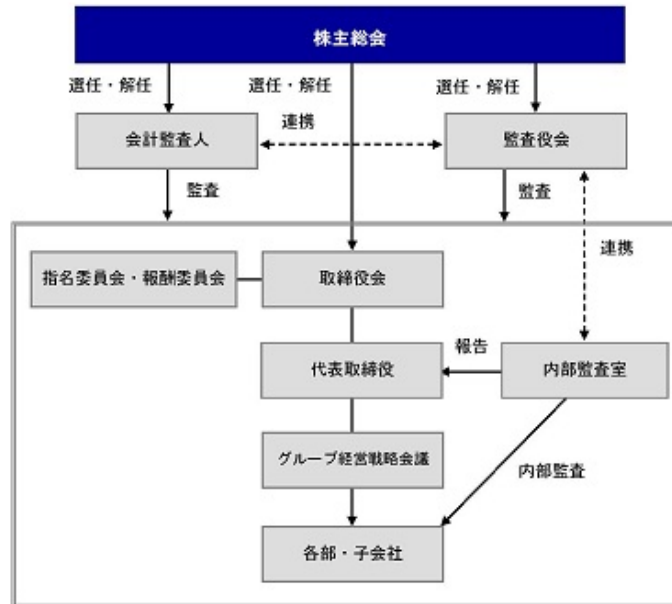 株主総会
選任・解任
選任・解任
選任・解任
会計監査人
連携
監査役会
監査
監査
連携
指名委員会・報酬委員会
取締役会
代表取締役
報告
内部監査室
グループ経営戦略会議
内部監査
各部・子会社